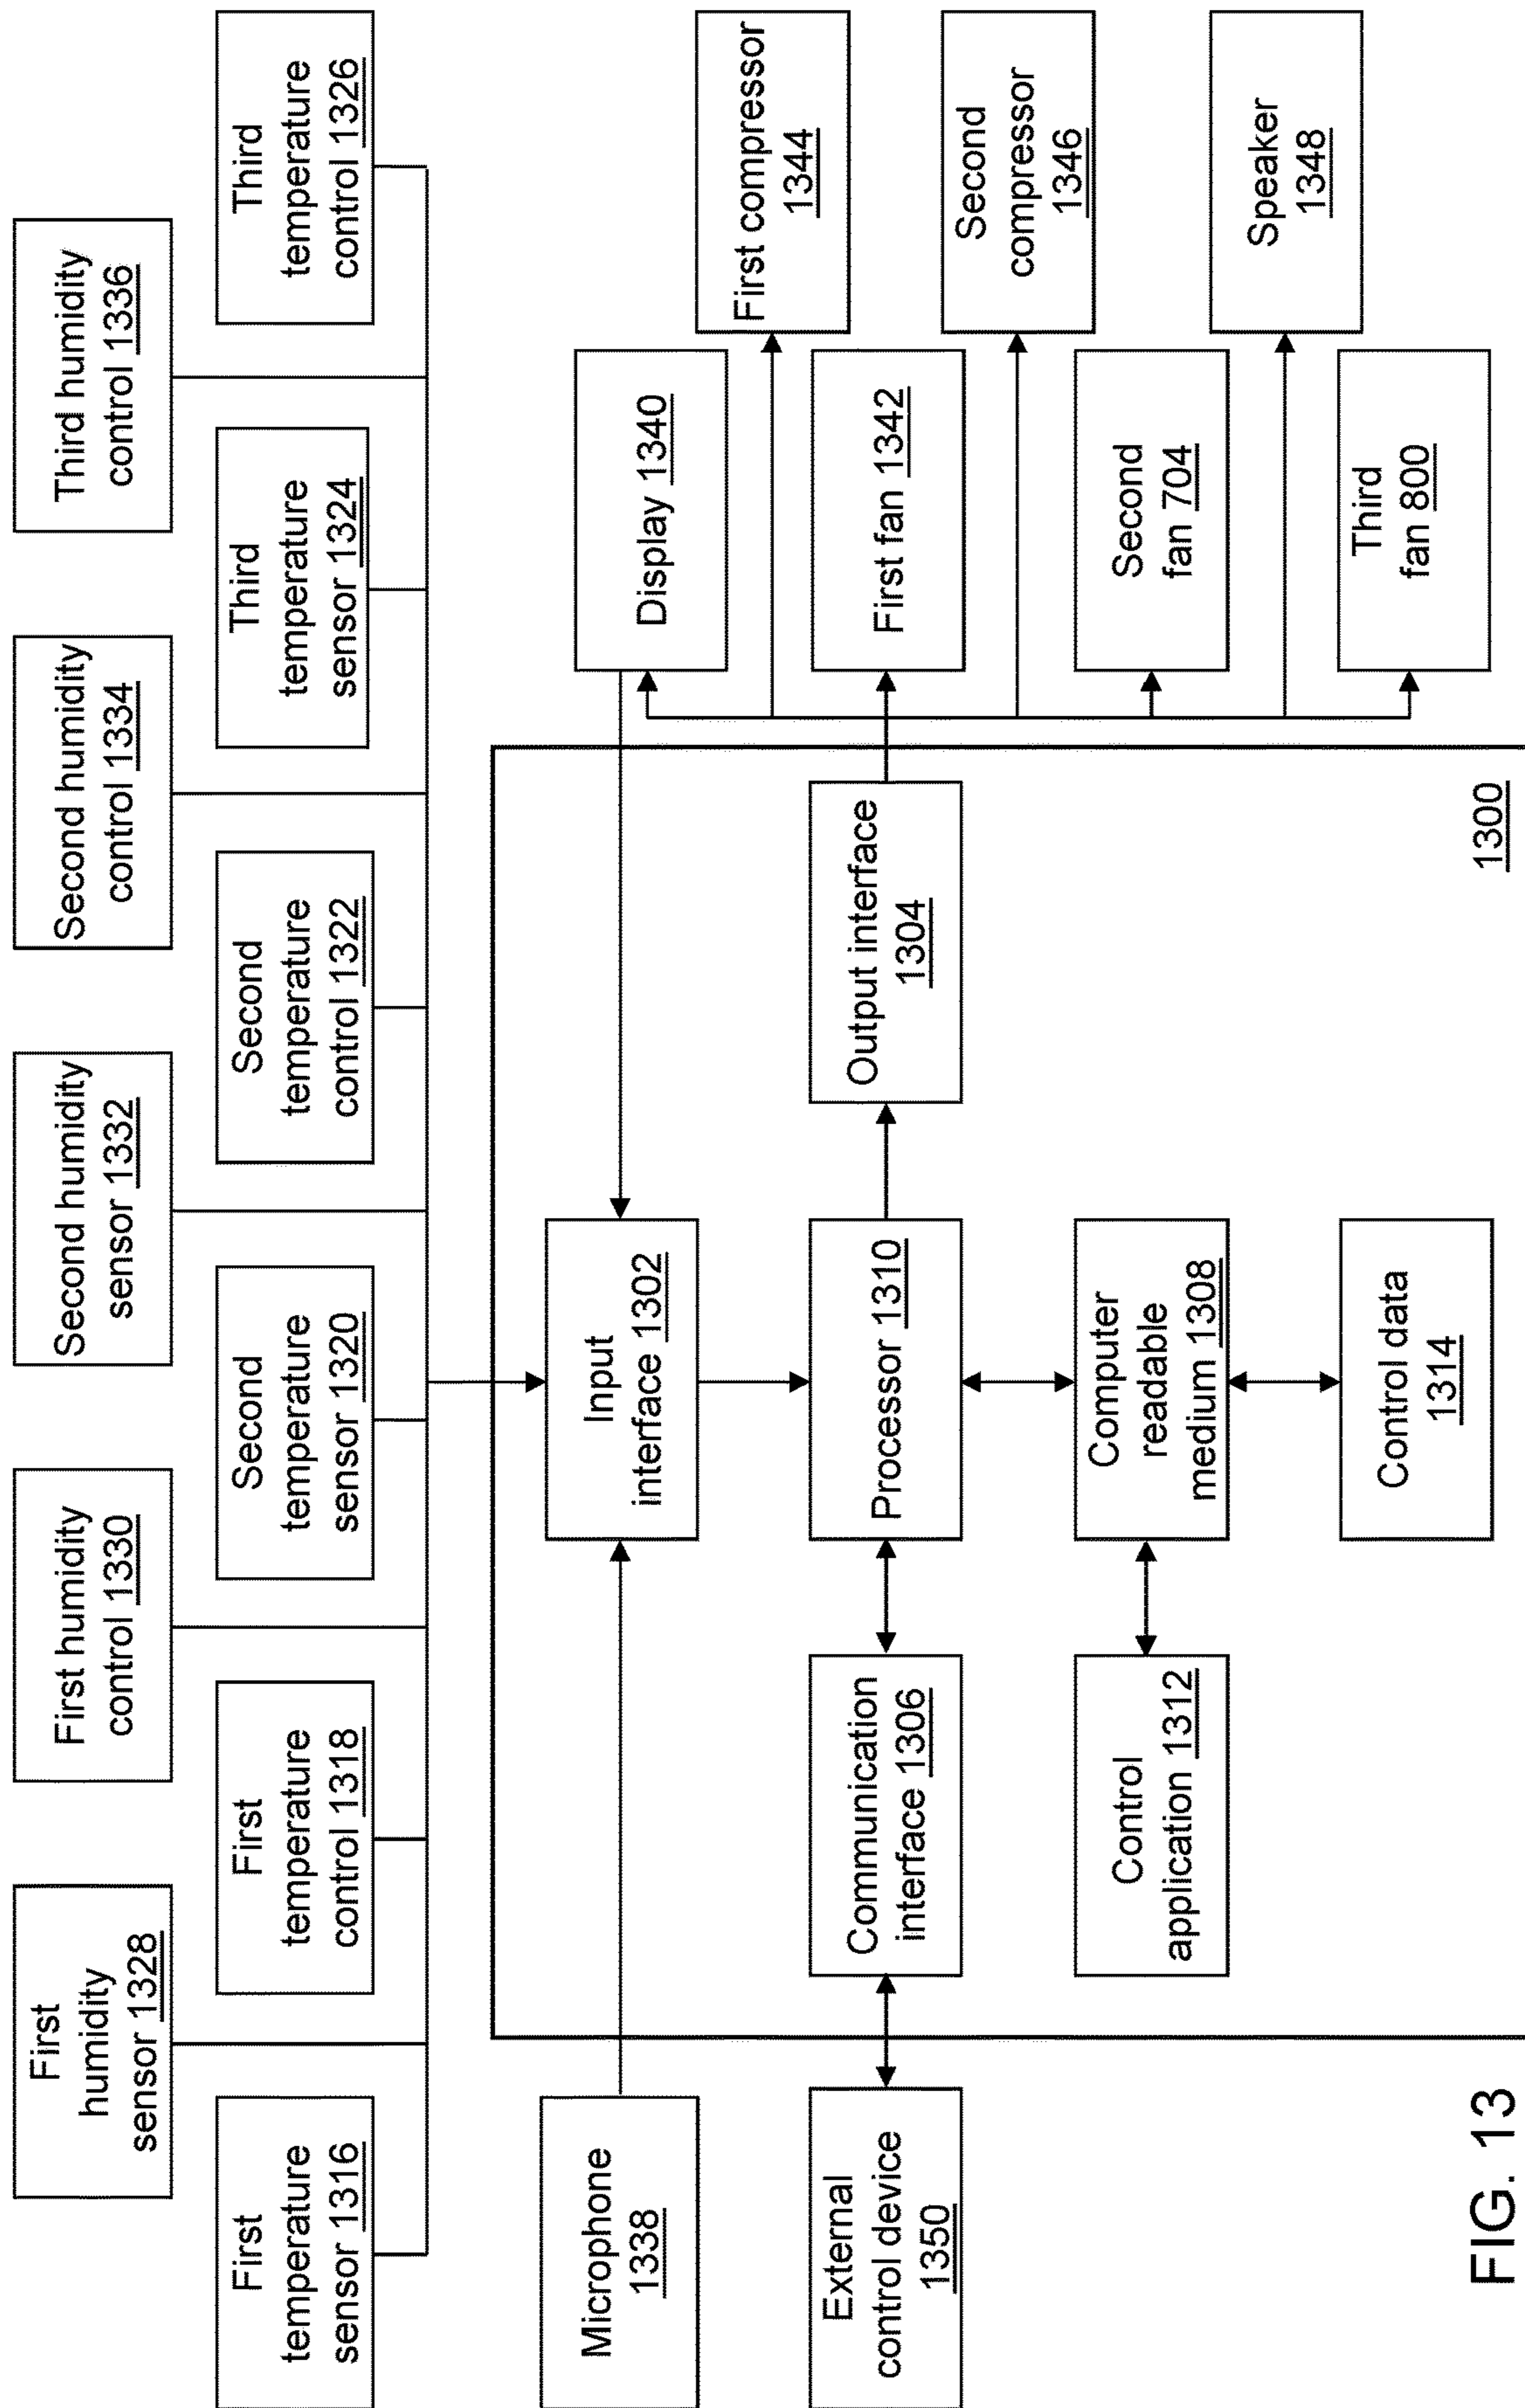 First
humidity
sensor 1328
First humidity
control 1330
Second humidity
sensor 1332
Second humidity
control 1334
Third humidity
control 1336
First
temperature
sensor 1316
First
temperature
control 1318
Second
temperature
sensor 1320
Second
temperature
control 1322
Third
temperature
sensor 1324
Third
temperature
control 1326
Microphone
1338
Input
interface 1302
Display 1340
First compressor
1344
External
control device
1350
Communication
interface 1306
Processor 1310
Output interface
1304
First fan 1342
Second
compressor
1346
Control
application 1312
Computer
readable
medium 1308
Second
fan 704
Speaker
1348
Control data
1314
Third
fan 800
1300
FIG. 13